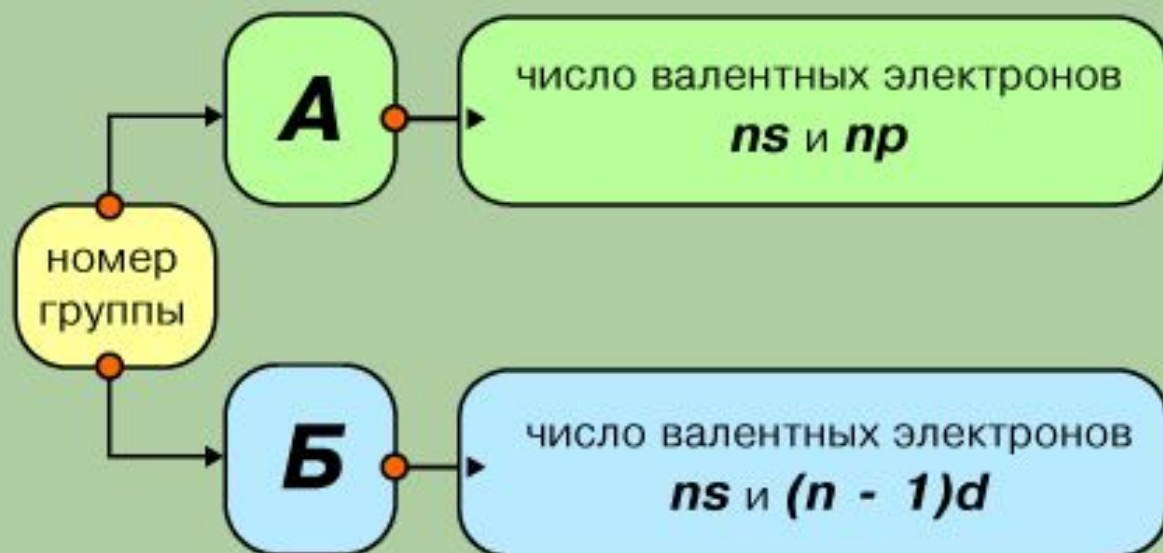 номер
группы
А
число валентных электронов
ns и np
Б
число валентных электронов
ns и (n - 1)d